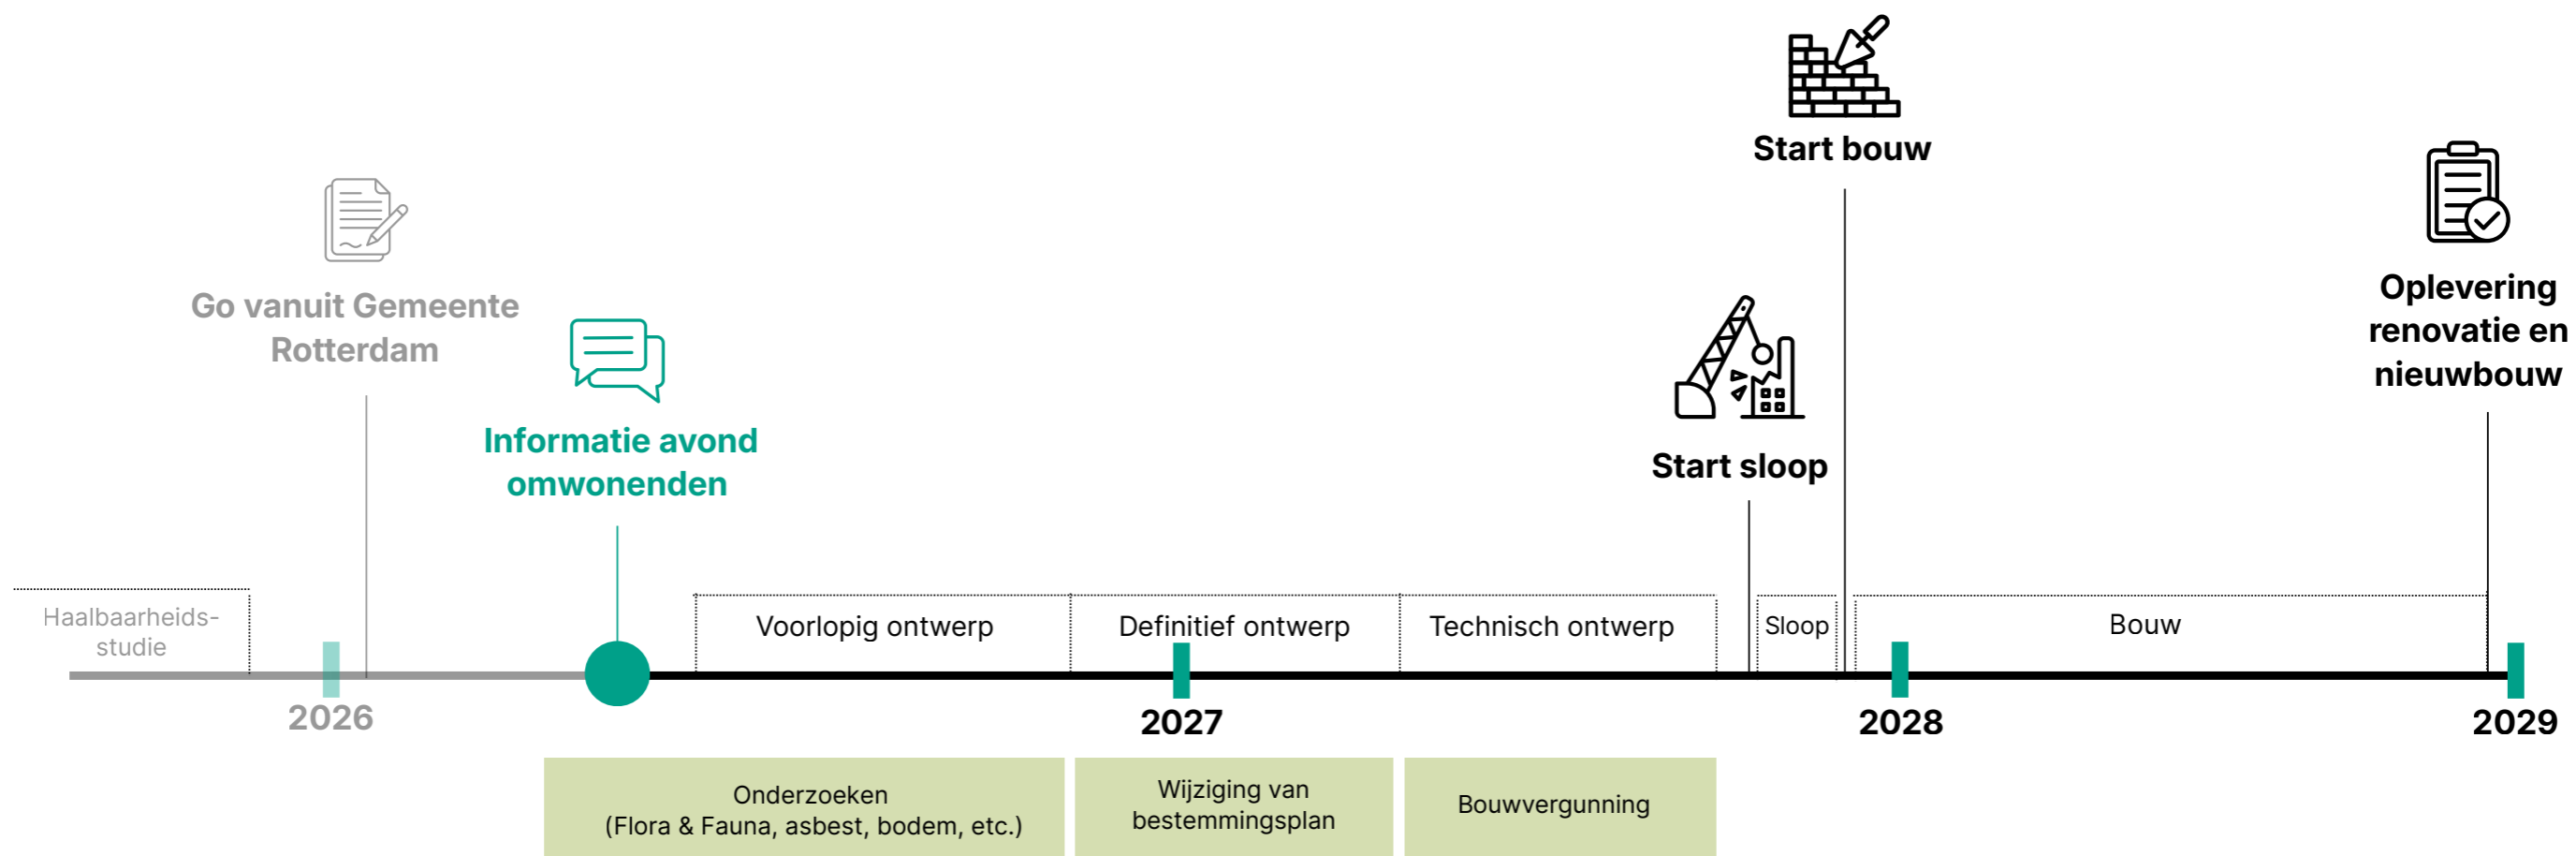 Start bouw
Go vanuit Gemeente
Rotterdam
Oplevering
renovatie en
nieuwbouw
Informatie avond
omwonenden
Start sloop
Haalbaarheids-
studie
Voorlopig ontwerp
Definitief ontwerp
Technisch ontwerp
Sloop
Bouw
2026
2027
2028
2029
Onderzoeken
(Flora & Fauna, asbest, bodem, etc.)
Wijziging van
bestemmingsplan
Bouwvergunning